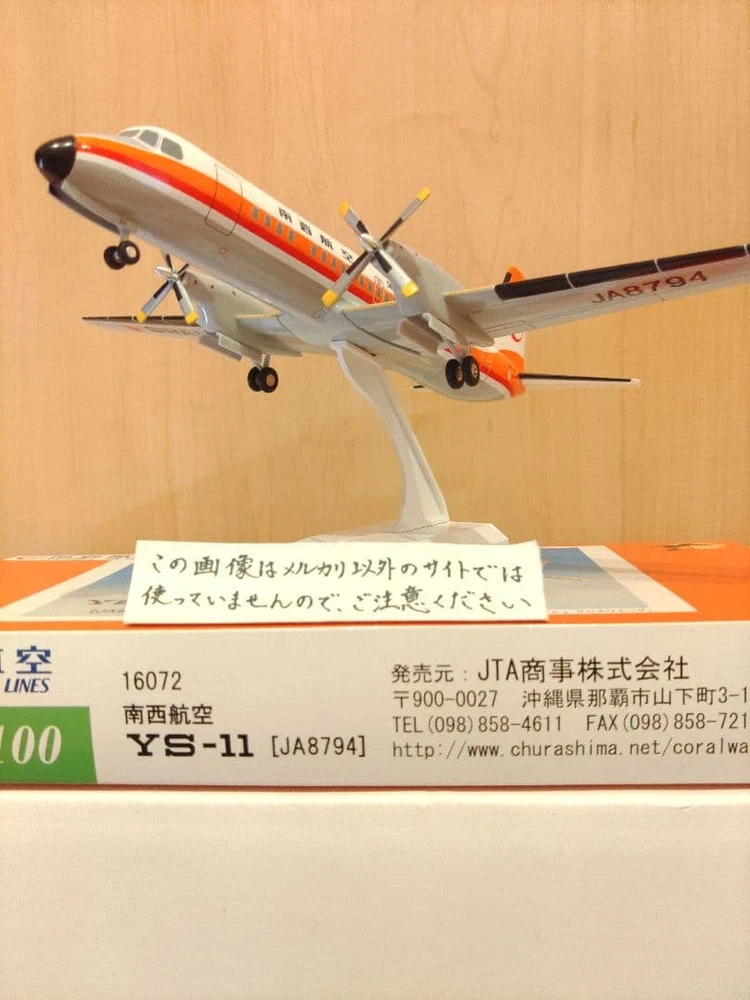 南西航空
JA8794
この画像はメルカリ以外のサイトでは
使っていませんので、ご注意ください
空
LINES
100
16072
南西航空
YS-11 [JA8794]
発売元：JTA商事株式会社
〒900-0027 沖縄県那覇市山下町3-1
TEL(098)858-4611 FAX(098)858-721
http://www.churashima.net/coralwa